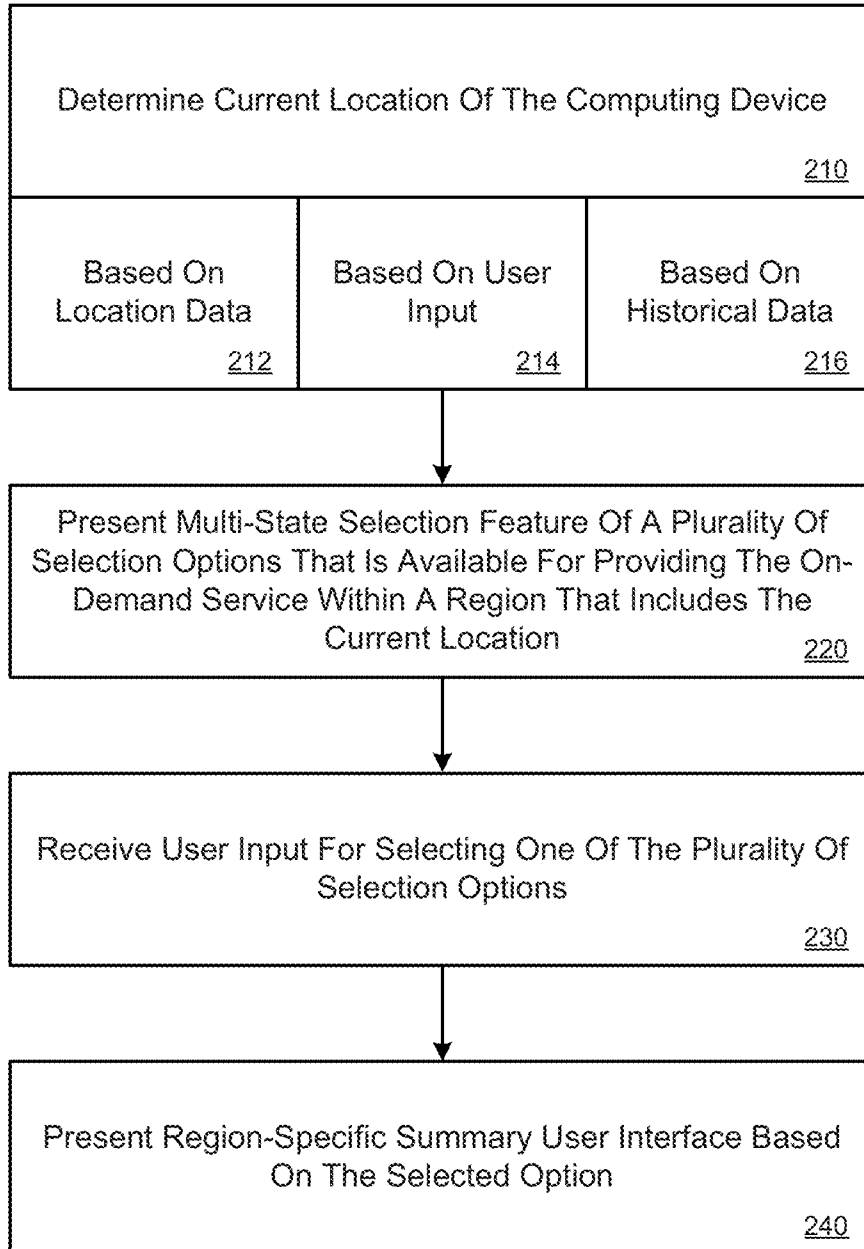 Determine Current Location Of The Computing Device
210
Based On
Location Data
212
Based On User
Input
214
Based On
Historical Data
216
Present Multi-State Selection Feature Of A Plurality Of
Selection Options That Is Available For Providing The On-
Demand Service Within A Region That Includes The
Current Location
220
Receive User Input For Selecting One Of The Plurality Of
Selection Options
230
Present Region-Specific Summary User Interface Based
On The Selected Option
240